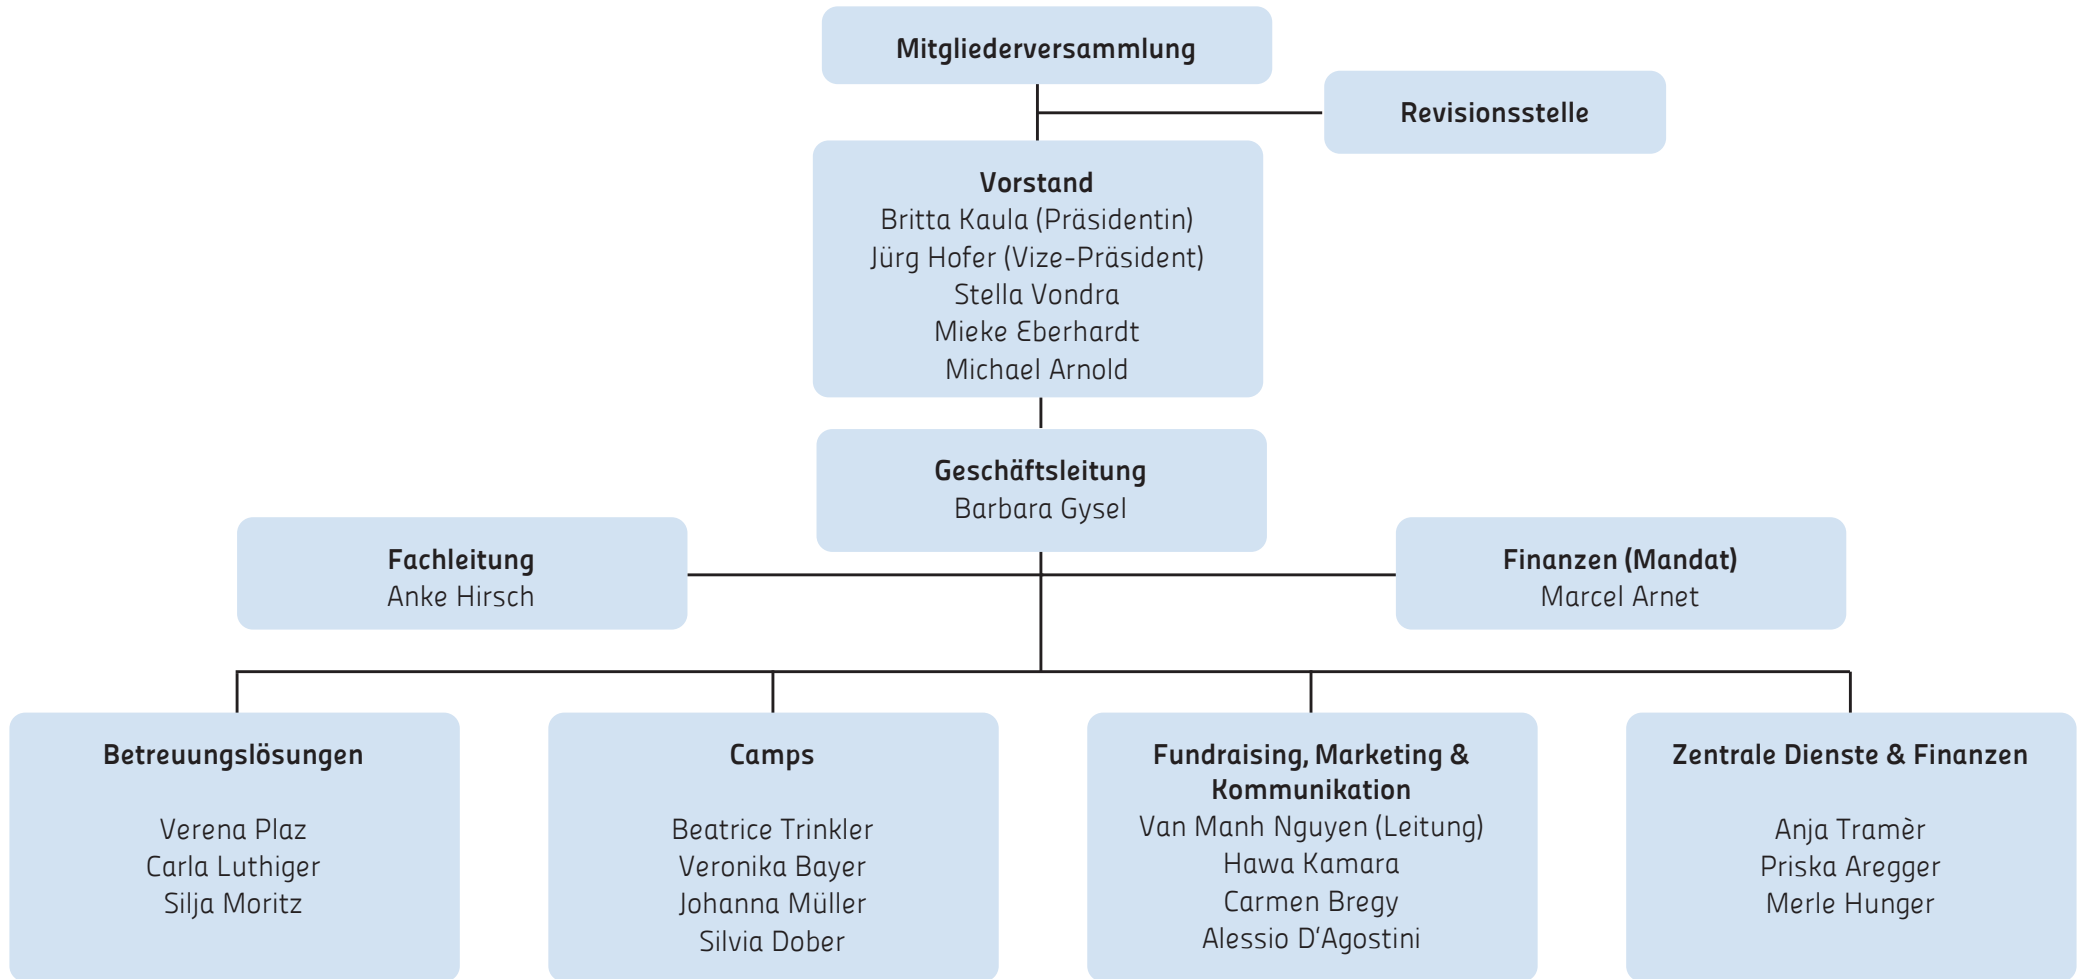 Mitgliederversammlung
Revisionsstelle
Vorstand
Britta Kaula (Präsidentin)
Jürg Hofer (Vize-Präsident)
Stella Vondra
Mieke Eberhardt
Michael Arnold
Geschäftsleitung
Barbara Gysel
Fachleitung
Anke Hirsch
Finanzen (Mandat)
Marcel Arnet
Betreuungslösungen
Verena Plaz
Carla Luthiger
Silja Moritz
Camps
Beatrice Trinkler
Veronika Bayer
Johanna Müller
Silvia Dober
Fundraising, Marketing &
Kommunikation
Van Manh Nguyen (Leitung)
Hawa Kamara
Carmen Bregy
Alessio D‘Agostini
Zentrale Dienste & Finanzen
Anja Tramèr
Priska Aregger
Merle Hunger